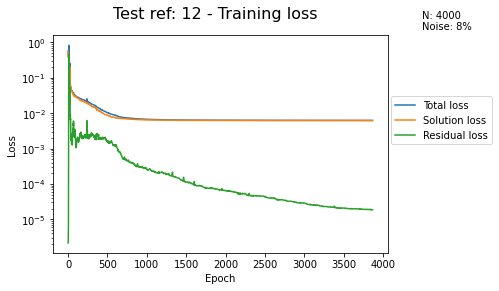 Test ref: 12 - Training loss
N: 4000
Noise: 8%
10⁰
10⁻¹
10⁻²
10⁻³
10⁻⁴
10⁻⁵
Loss
Total loss
Solution loss
Residual loss
0 500 1000 1500 2000 2500 3000 3500 4000
Epoch